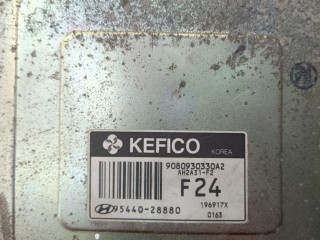 KEFICO
KOREA
9080930330A2
AH2A31-F2
F24
196917X
95440-28880
0163